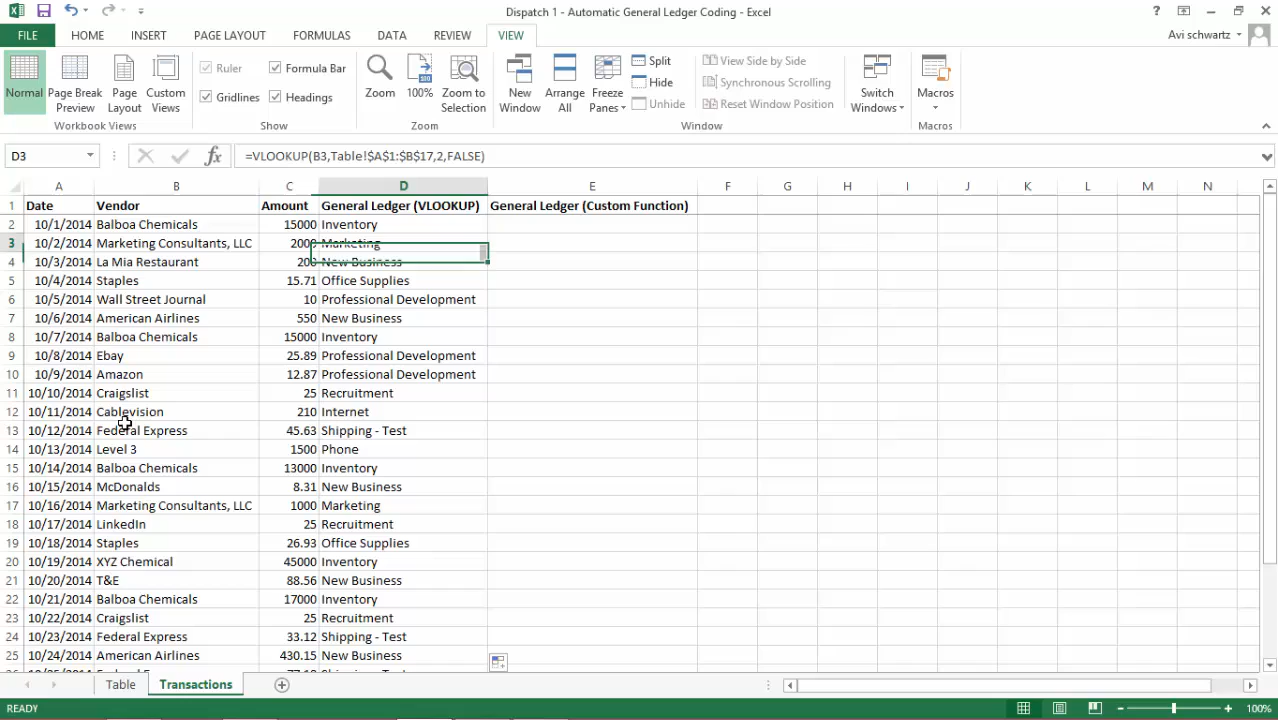 Dispatch 1 - Automatic General Ledger Coding - Excel
FILE HOME INSERT PAGE LAYOUT FORMULAS DATA REVIEW VIEW Avi schwartz
Normal Page Break Preview Page Layout Custom Views
Ruler Formula Bar
Gridlines Headings
Zoom 100% Zoom to Selection
New Window Arrange All Freeze Panes
Split
Hide
Unhide
View Side by Side
Synchronous Scrolling
Reset Window Position
Switch Windows Macros
Workbook Views Show Zoom Window Macros
D3 =VLOOKUP(B3,Table!$A$1:$B$17,2,FALSE)
A B C D E F G H I J K L M N
1 Date Vendor Amount General Ledger (VLOOKUP) General Ledger (Custom Function)
2 10/1/2014 Balboa Chemicals 15000 Inventory
3 10/2/2014 Marketing Consultants, LLC 2000 Marketing
4 10/3/2014 La Mia Restaurant 200 New Business
5 10/4/2014 Staples 15.71 Office Supplies
6 10/5/2014 Wall Street Journal 10 Professional Development
7 10/6/2014 American Airlines 550 New Business
8 10/7/2014 Balboa Chemicals 15000 Inventory
9 10/8/2014 Ebay 25.89 Professional Development
10 10/9/2014 Amazon 12.87 Professional Development
11 10/10/2014 Craigslist 25 Recruitment
12 10/11/2014 Cablevision 210 Internet
13 10/12/2014 Federal Express 45.63 Shipping - Test
14 10/13/2014 Level 3 1500 Phone
15 10/14/2014 Balboa Chemicals 13000 Inventory
16 10/15/2014 McDonalds 8.31 New Business
17 10/16/2014 Marketing Consultants, LLC 1000 Marketing
18 10/17/2014 LinkedIn 25 Recruitment
19 10/18/2014 Staples 26.93 Office Supplies
20 10/19/2014 XYZ Chemical 45000 Inventory
21 10/20/2014 T&E 88.56 New Business
22 10/21/2014 Balboa Chemicals 17000 Inventory
23 10/22/2014 Craigslist 25 Recruitment
24 10/23/2014 Federal Express 33.12 Shipping - Test
25 10/24/2014 American Airlines 430.15 New Business
Table Transactions
READY 100%